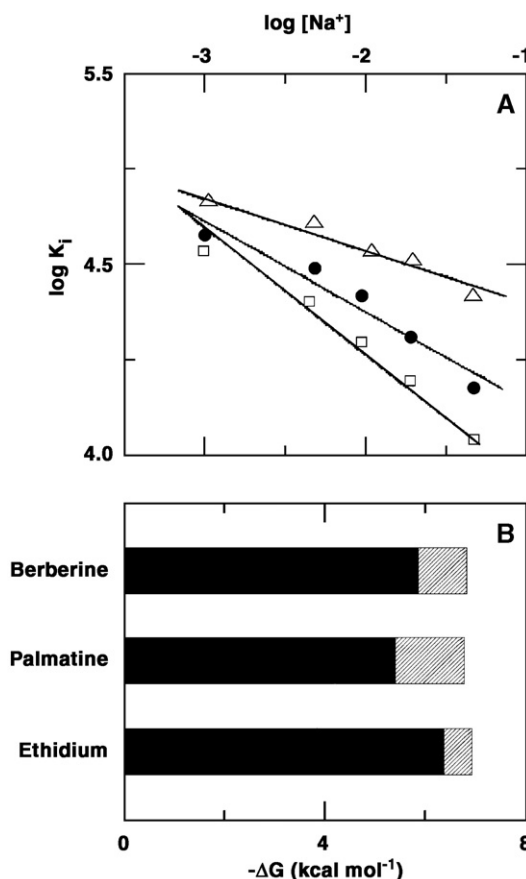 log [Na⁺]
-3 -2 -1
A
5.5
4.5
4.0
log Kᵢ
B
Berberine
Palmatine
Ethidium
0 4 8
-ΔG (kcal mol⁻¹)